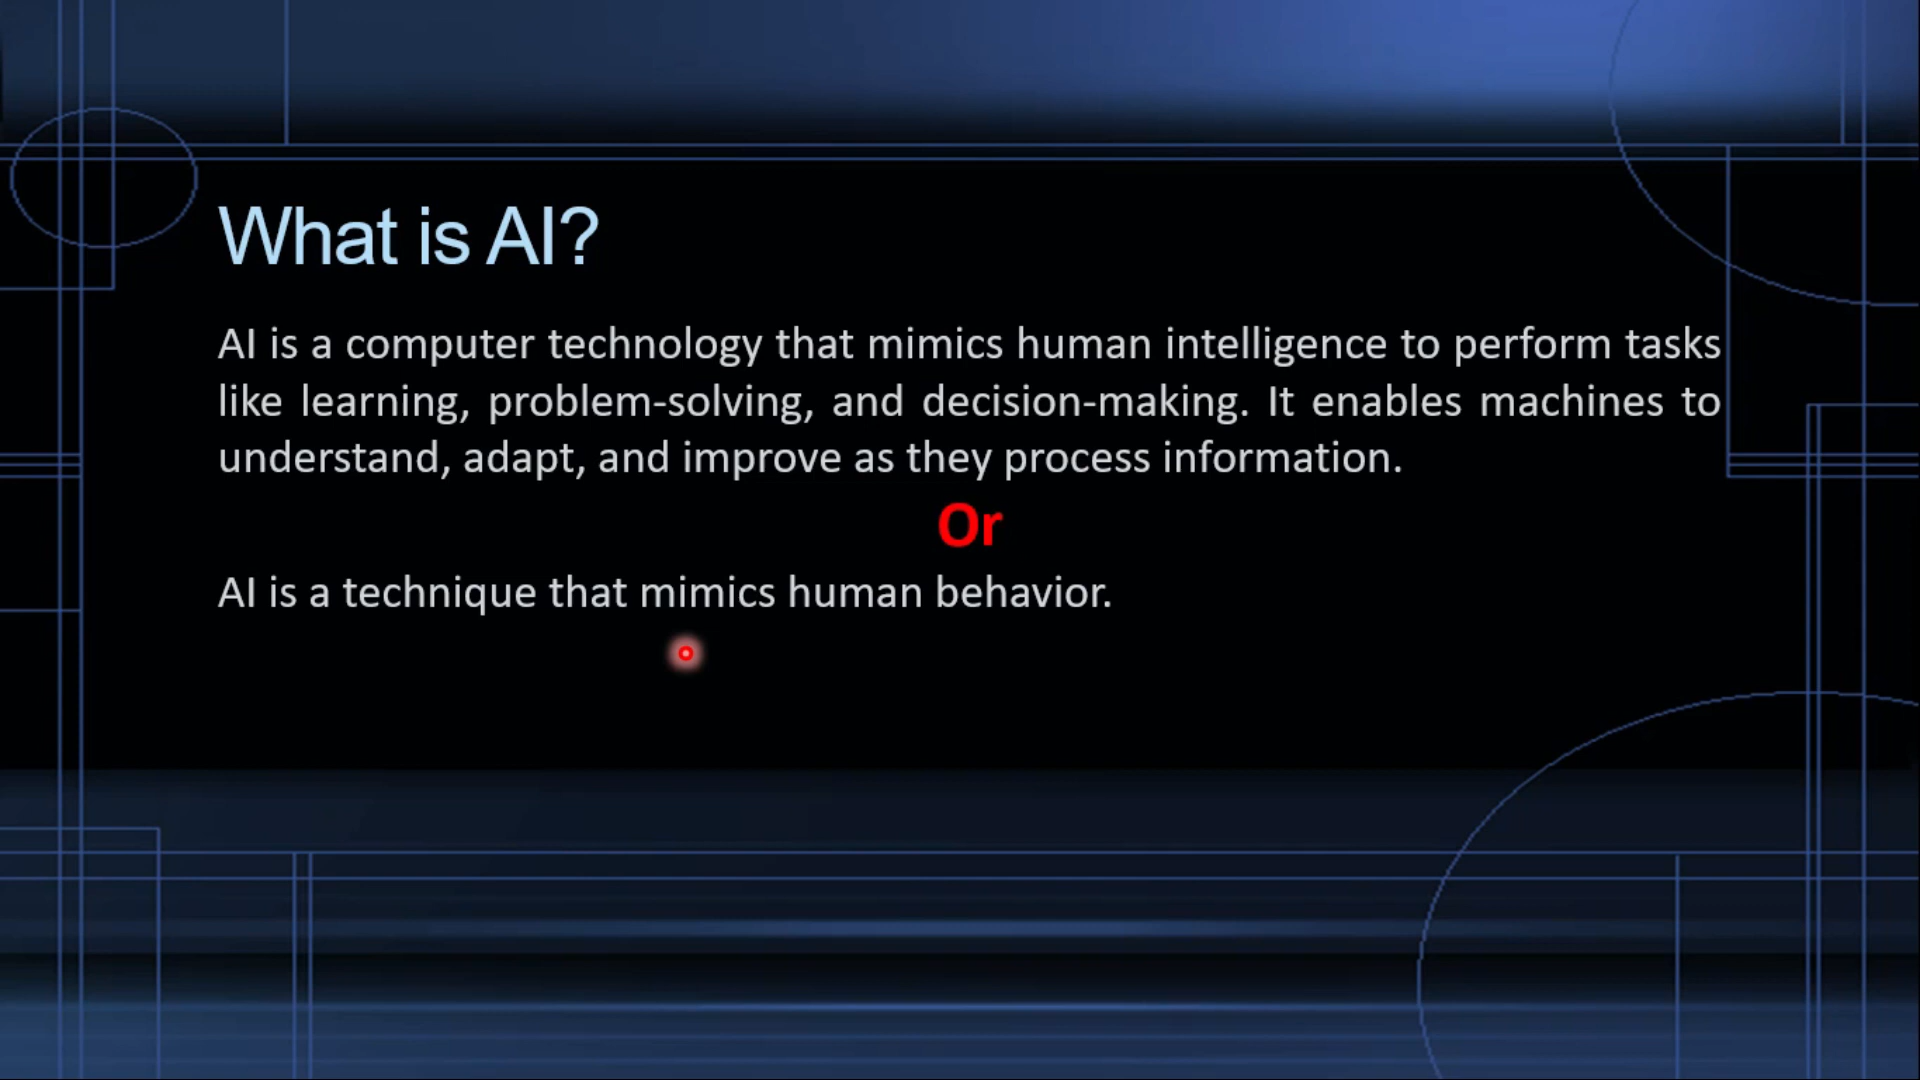 What is AI?
AI is a computer technology that mimics human intelligence to perform tasks
like learning, problem-solving, and decision-making. It enables machines to
understand, adapt, and improve as they process information.
Or
AI is a technique that mimics human behavior.